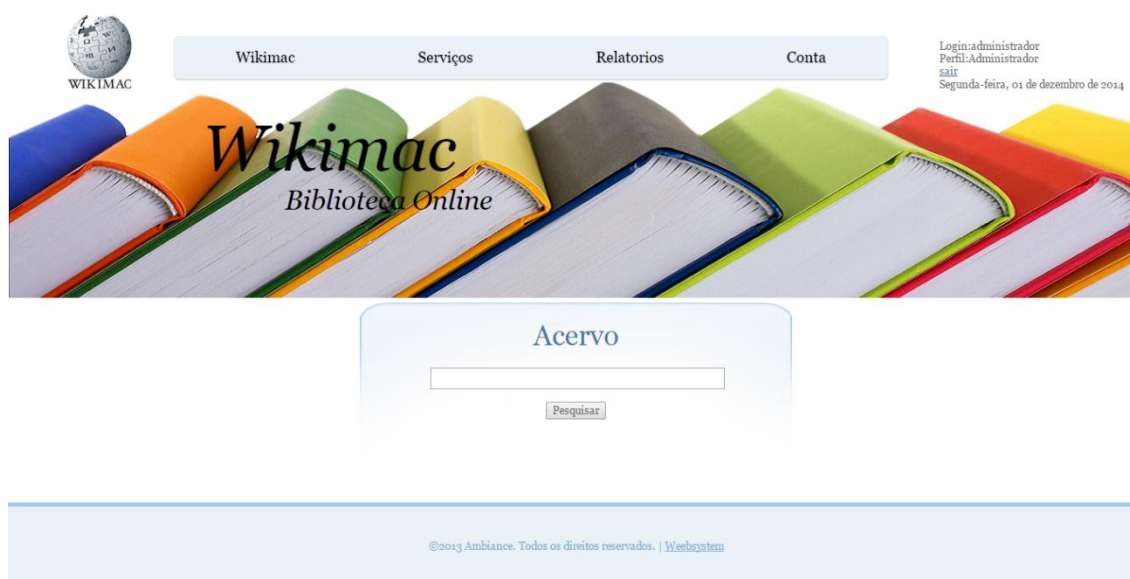 WIKIMAC
Wikimac Serviços Relatorios Conta
Login:administrador
Perfil:Administrador
sair
Segunda-feira, 01 de dezembro de 2014
Wikimac
Biblioteca Online
Acervo
Pesquisar
©2013 Ambiance. Todos os direitos reservados. | Weebsystem